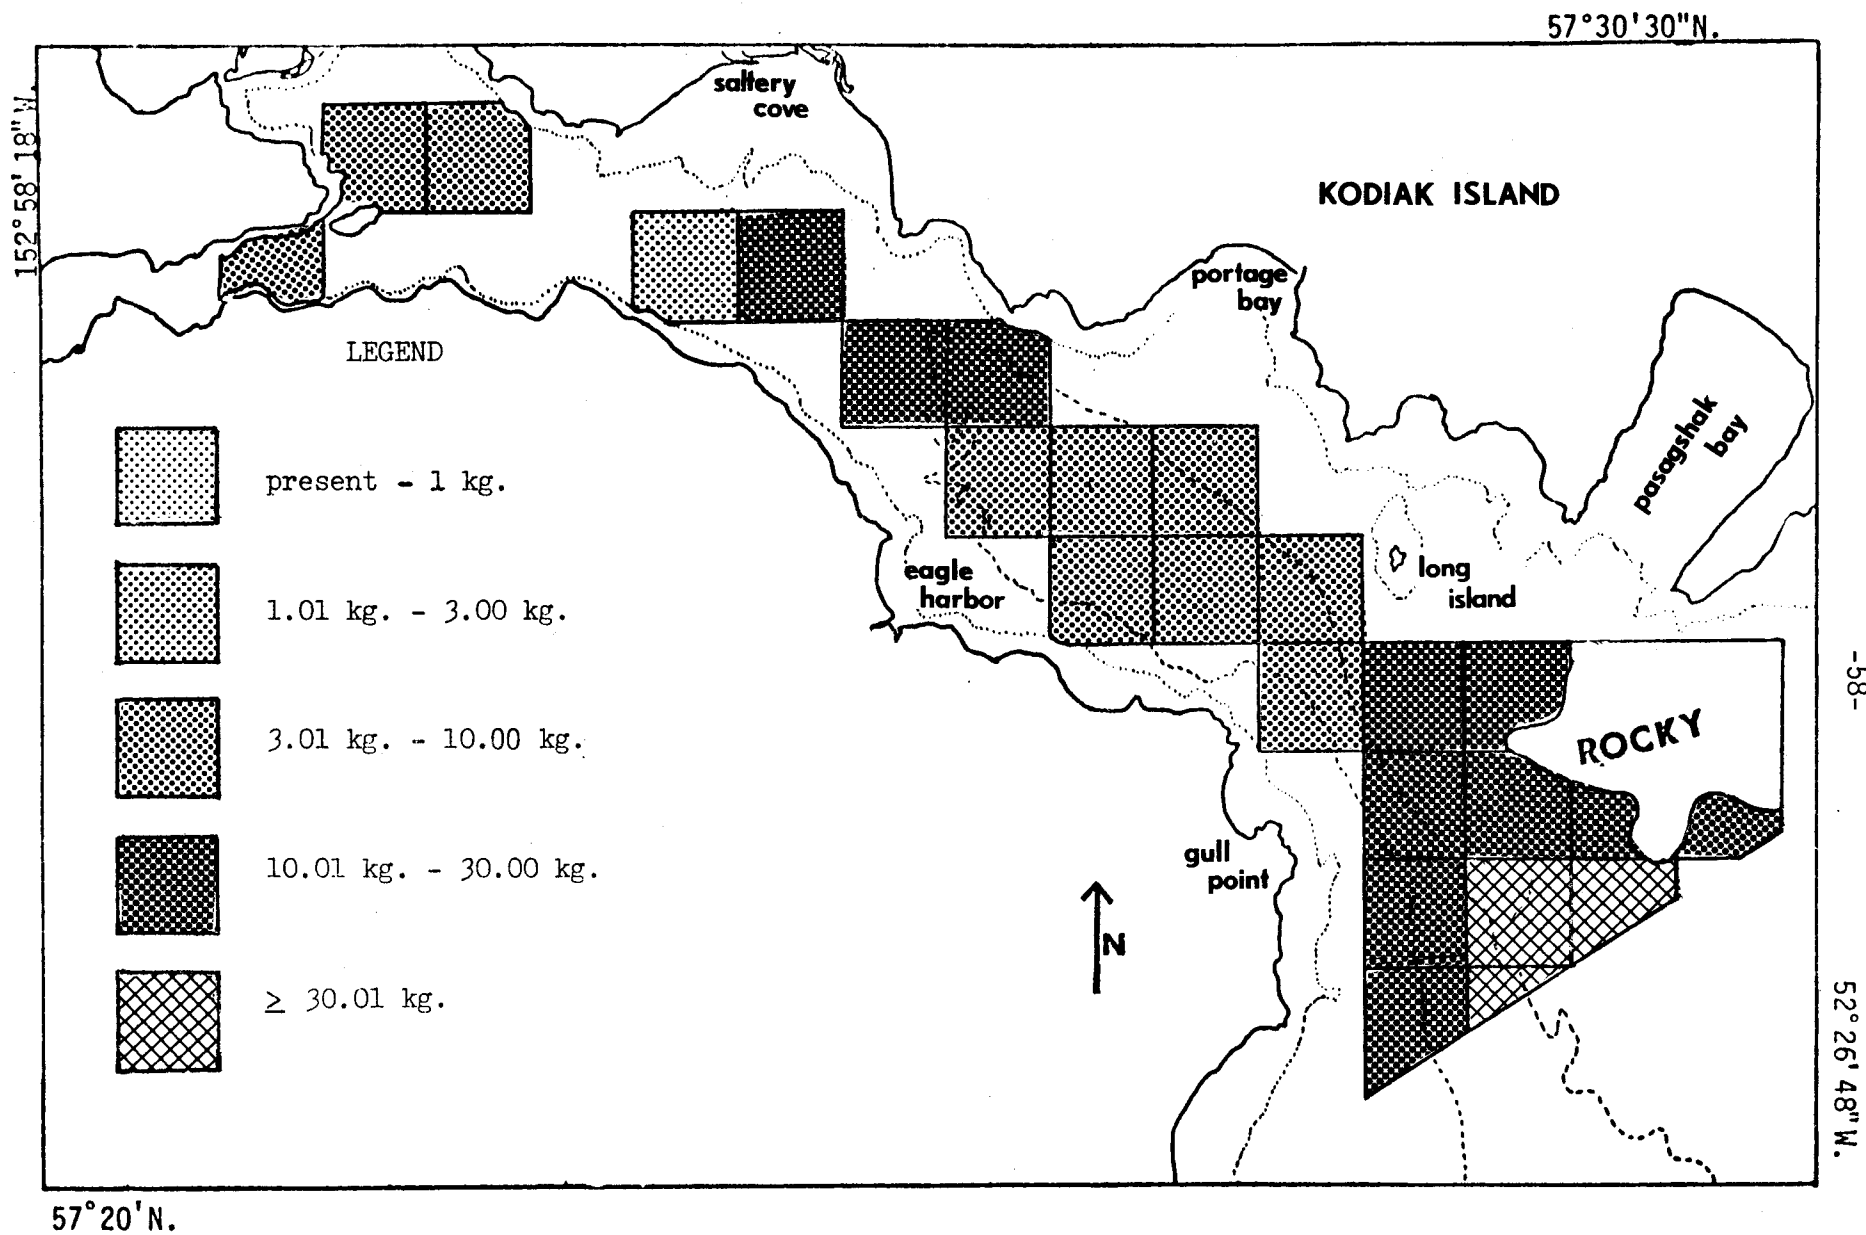 57°30'30"N.
saltery
cove
152°58'18"W.
KODIAK ISLAND
portage
bay
LEGEND
pasagshak
bay
present - 1 kg.
eagle
harbor
long
island
1.01 kg. - 3.00 kg.
-58-
ROCKY
3.01 kg. - 10.00 kg.
gull
point
10.01 kg. - 30.00 kg.
N
≥ 30.01 kg.
52°26'48"W.
57°20'N.